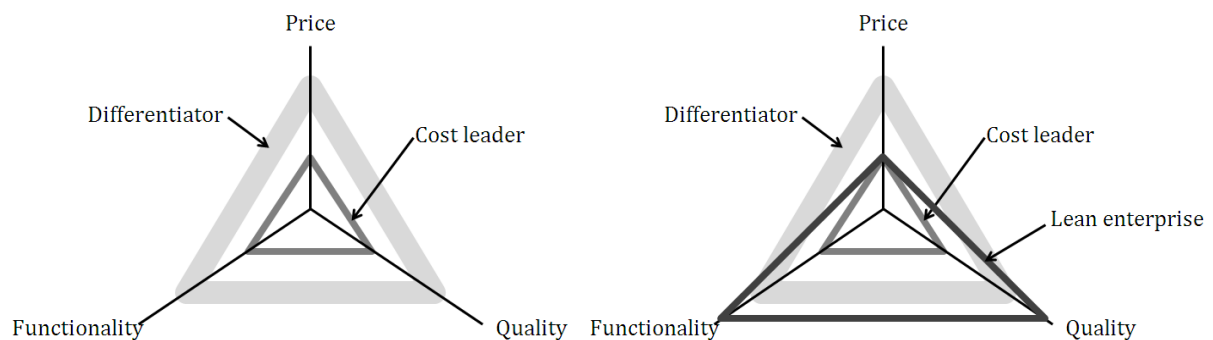 Price
Differentiator
Cost leader
Functionality
Quality
Price
Differentiator
Cost leader
Lean enterprise
Functionality
Quality